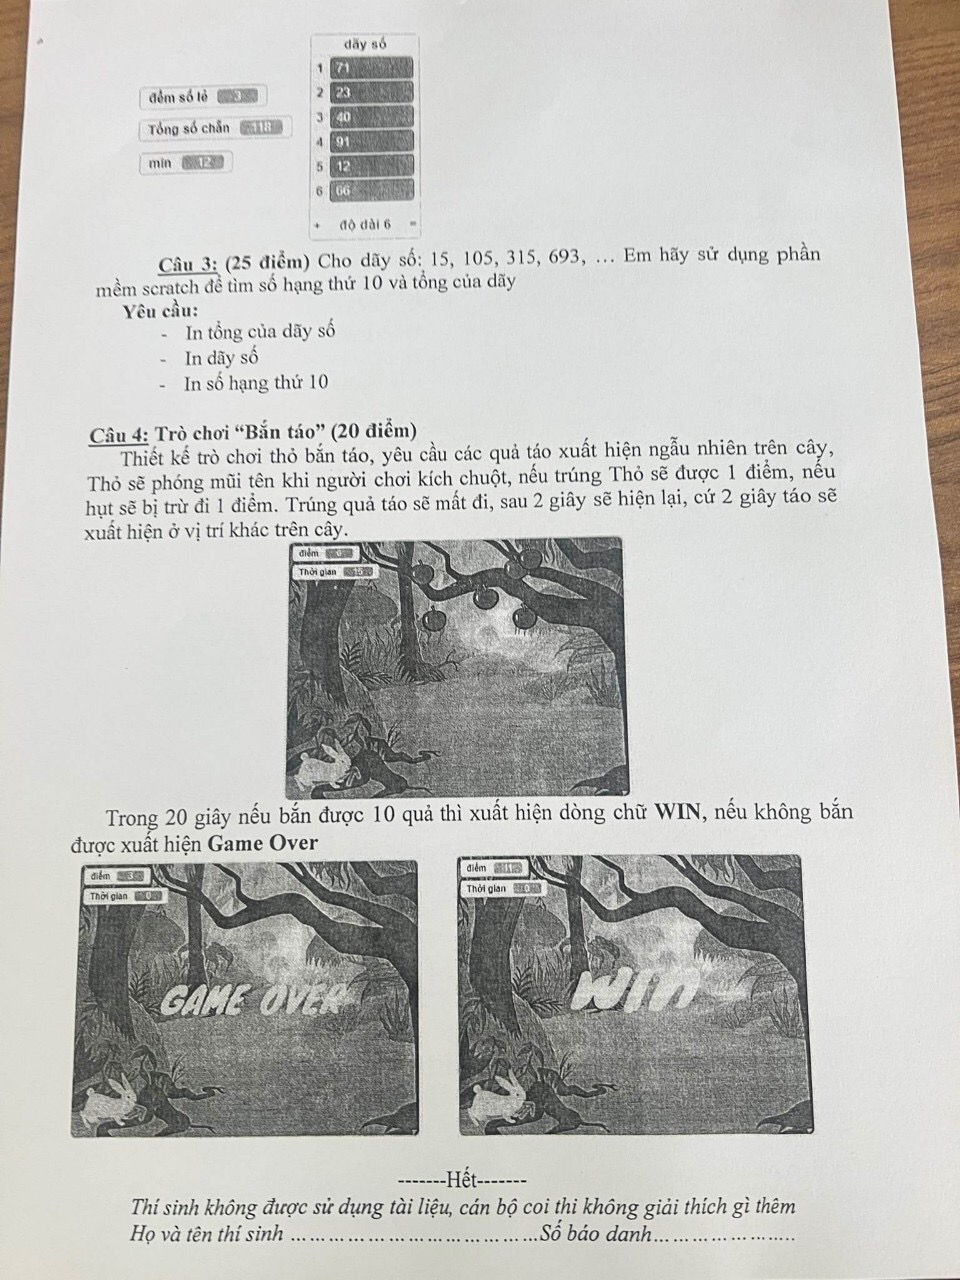 dãy số
1 71
đếm số lẻ 3
2 23
3 40
Tổng số chẵn 118
4 91
min 12
5 12
6 66
+ độ dài 6 =
Câu 3: (25 điểm) Cho dãy số: 15, 105, 315, 693, … Em hãy sử dụng phần
mềm scratch để tìm số hạng thứ 10 và tổng của dãy
Yêu cầu:
- In tổng của dãy số
- In dãy số
- In số hạng thứ 10
Câu 4: Trò chơi “Bắn táo” (20 điểm)
Thiết kế trò chơi thỏ bắn táo, yêu cầu các quả táo xuất hiện ngẫu nhiên trên cây,
Thỏ sẽ phóng mũi tên khi người chơi kích chuột, nếu trúng Thỏ sẽ được 1 điểm, nếu
hụt sẽ bị trừ đi 1 điểm. Trúng quả táo sẽ mất đi, sau 2 giây sẽ hiện lại, cứ 2 giây táo sẽ
xuất hiện ở vị trí khác trên cây.
điểm 0
Thời gian 15
Trong 20 giây nếu bắn được 10 quả thì xuất hiện dòng chữ WIN, nếu không bắn
được xuất hiện Game Over
điểm 3
Thời gian 0
GAME OVER
điểm 11
Thời gian 0
WIN
-------Hết-------
Thí sinh không được sử dụng tài liệu, cán bộ coi thi không giải thích gì thêm
Họ và tên thí sinh ………………………………Số báo danh…………………..